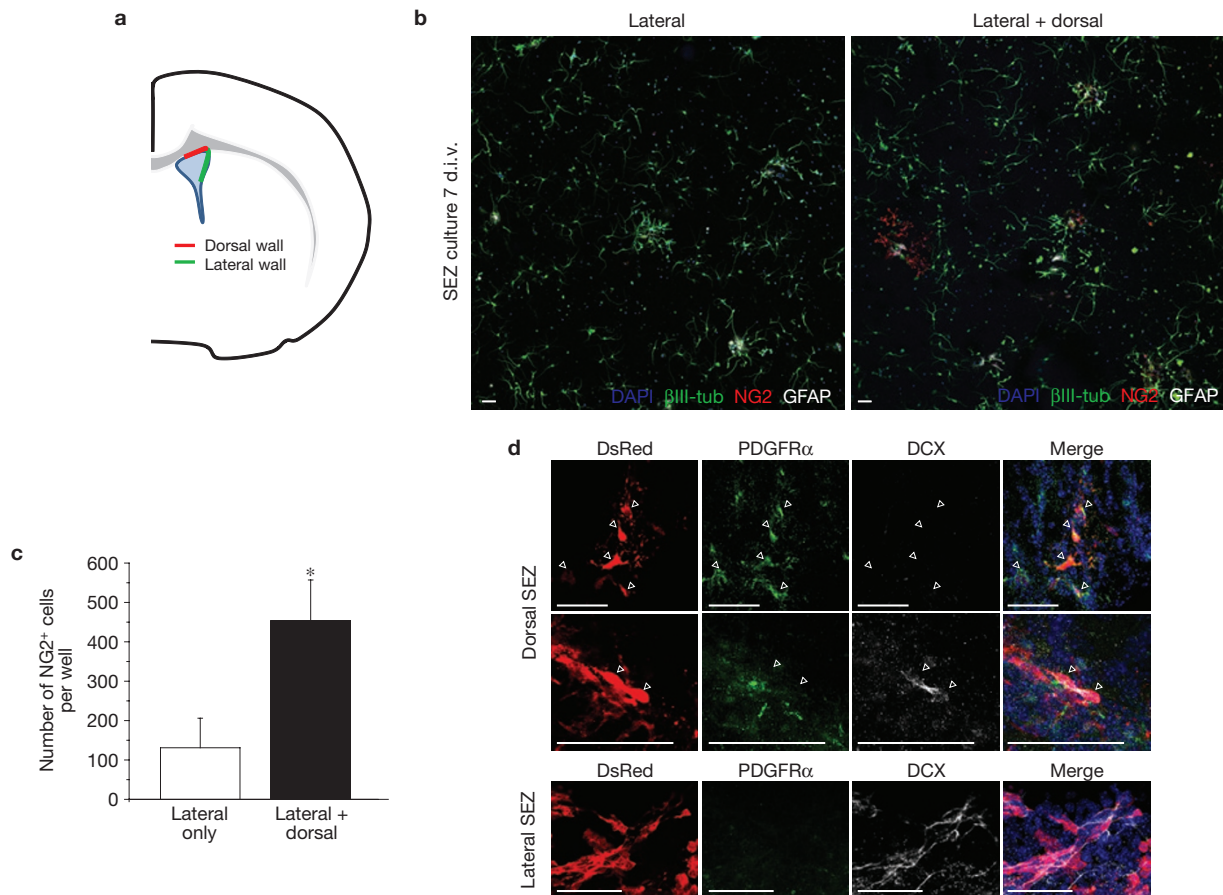 a
Dorsal wall
Lateral wall
b
Lateral
Lateral + dorsal
SEZ culture 7 d.i.v.
DAPI βIII-tub NG2 GFAP
DAPI βIII-tub NG2 GFAP
c
Number of NG2⁺ cells
per well
600
500
400
300
200
100
0
*
Lateral
only
Lateral +
dorsal
d
DsRed
PDGFRα
DCX
Merge
Dorsal SEZ
DsRed
PDGFRα
DCX
Merge
Lateral SEZ